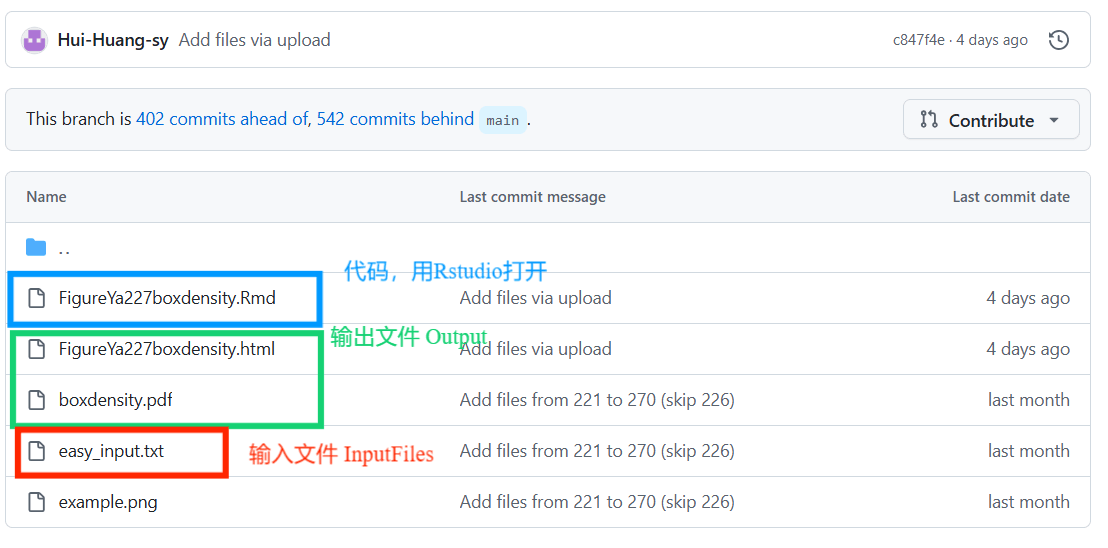 Hui-Huang-sy Add files via upload c847f4e · 4 days ago
This branch is 402 commits ahead of, 542 commits behind main . Contribute
Name Last commit message Last commit date
..
代码，用Rstudio打开
FigureYa227boxdensity.Rmd Add files via upload 4 days ago
输出文件 Output
FigureYa227boxdensity.html Add files via upload 4 days ago
boxdensity.pdf Add files from 221 to 270 (skip 226) last month
easy_input.txt 输入文件 InputFiles Add files from 221 to 270 (skip 226) last month
example.png Add files from 221 to 270 (skip 226) last month